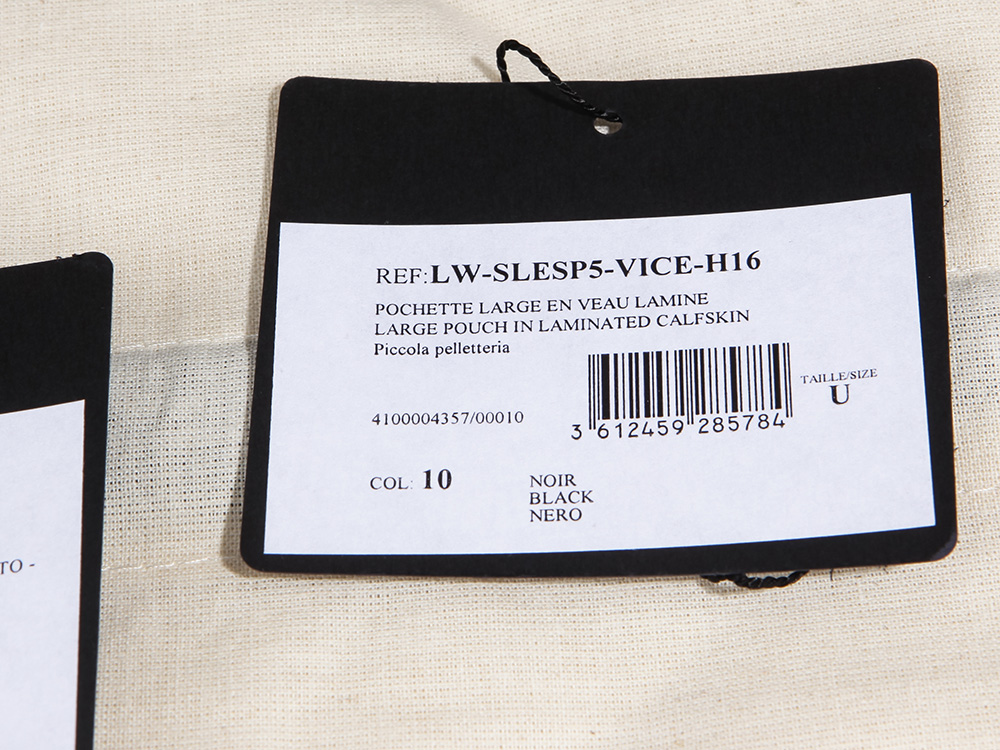 REF:LW-SLESP5-VICE-H16
POCHETTE LARGE EN VEAU LAMINE
LARGE POUCH IN LAMINATED CALFSKIN
Piccola pelletteria
TAILLE/SIZE
U
4100004357/00010
3 612459 285784
COL: 10
NOIR
BLACK
NERO
TO -